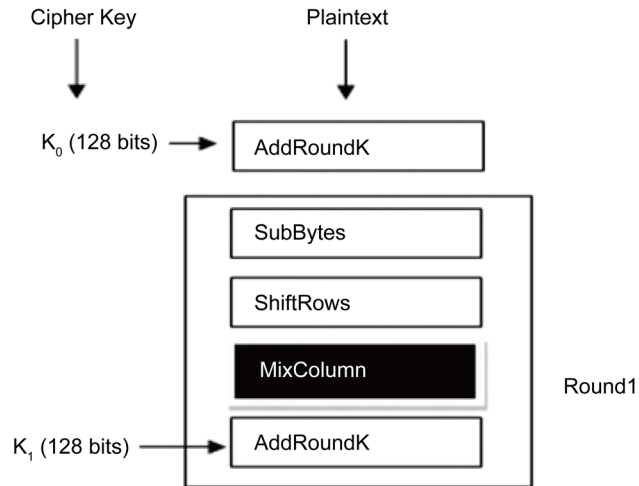 Cipher Key
Plaintext
K₀ (128 bits)
AddRoundK
SubBytes
ShiftRows
MixColumn
Round1
K₁ (128 bits)
AddRoundK